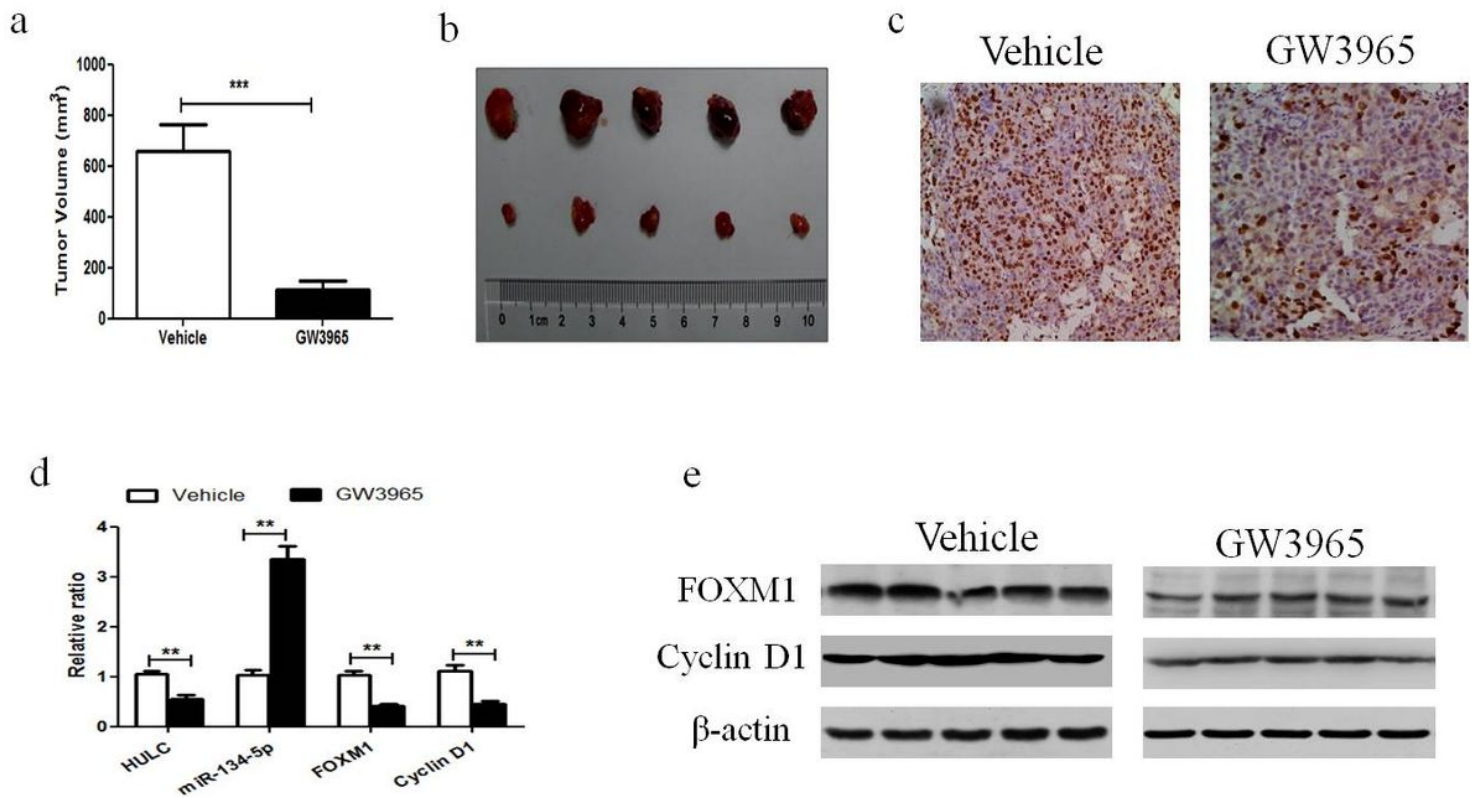 a
1000
800
600
400
200
0
Tumor Volume (mm³)
***
Vehicle
GW3965
b
0 1cm 2 3 4 5 6 7 8 9 10
c
Vehicle
GW3965
d
Vehicle GW3965
4
3
2
1
0
Relative ratio
** ** ** **
HULC
miR-134-5p
FOXM1
Cyclin D1
e
Vehicle
GW3965
FOXM1
Cyclin D1
β-actin